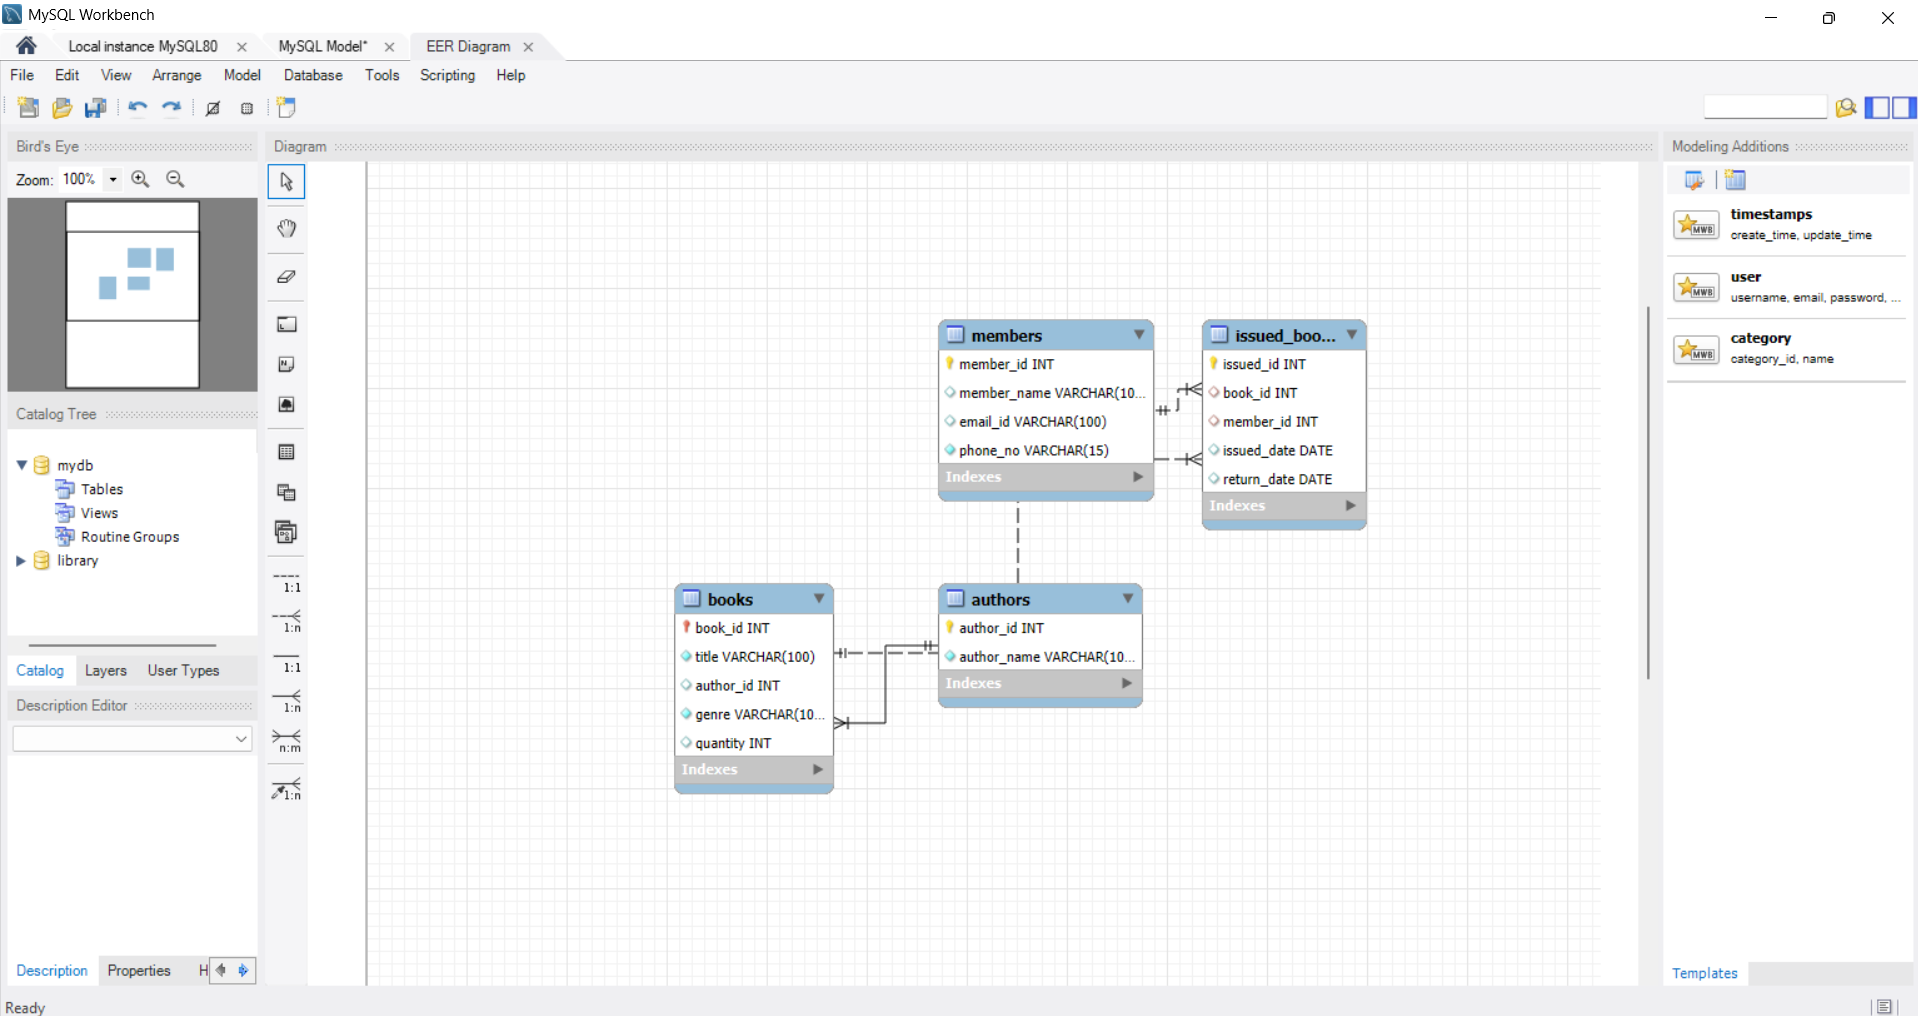 MySQL Workbench
Local instance MySQL80
MySQL Model*
EER Diagram
File Edit View Arrange Model Database Tools Scripting Help
Bird's Eye
Zoom: 100%
Catalog Tree
mydb
Tables
Views
Routine Groups
library
Catalog Layers User Types
Description Editor
Description Properties H
Ready
Diagram
1:1
1:n
1:1
1:n
n:m
1:n
members
member_id INT
member_name VARCHAR(10...
email_id VARCHAR(100)
phone_no VARCHAR(15)
Indexes
issued_boo...
issued_id INT
book_id INT
member_id INT
issued_date DATE
return_date DATE
Indexes
books
book_id INT
title VARCHAR(100)
author_id INT
genre VARCHAR(10...
quantity INT
Indexes
authors
author_id INT
author_name VARCHAR(10...
Indexes
Modeling Additions
MWB
timestamps
create_time, update_time
MWB
user
username, email, password, ...
MWB
category
category_id, name
Templates